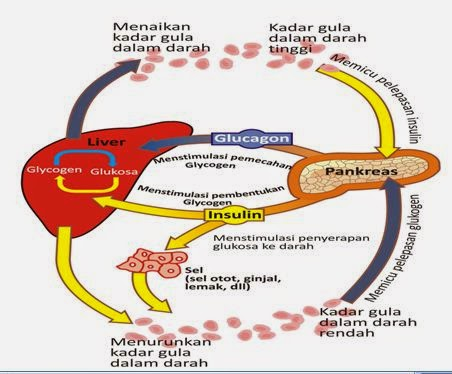 Menaikan
kadar gula
dalam darah
Kadar gula
dalam darah
tinggi
Memicu pelepasan insulin
Liver
Glucagon
Glycogen
Glukosa
Menstimulasi pemecahan
Glycogen
Pankreas
Menstimulasi pembentukan
Glycogen
Insulin
Menstimulasi penyerapan
glukosa ke darah
Sel
(sel otot, ginjal,
lemak, dll)
Memicu pelepasan glukogen
Kadar gula
dalam darah
rendah
Menurunkan
kadar gula
dalam darah